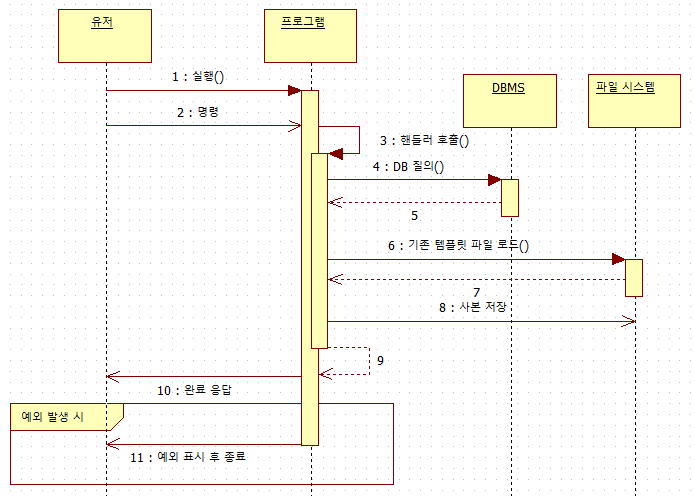 유저
프로그램
1 : 실행()
DBMS
파일 시스템
2 : 명령
3 : 핸들러 호출()
4 : DB 질의()
5
6 : 기존 템플릿 파일 로드()
7
8 : 사본 저장
9
10 : 완료 응답
예외 발생 시
11 : 예외 표시 후 종료